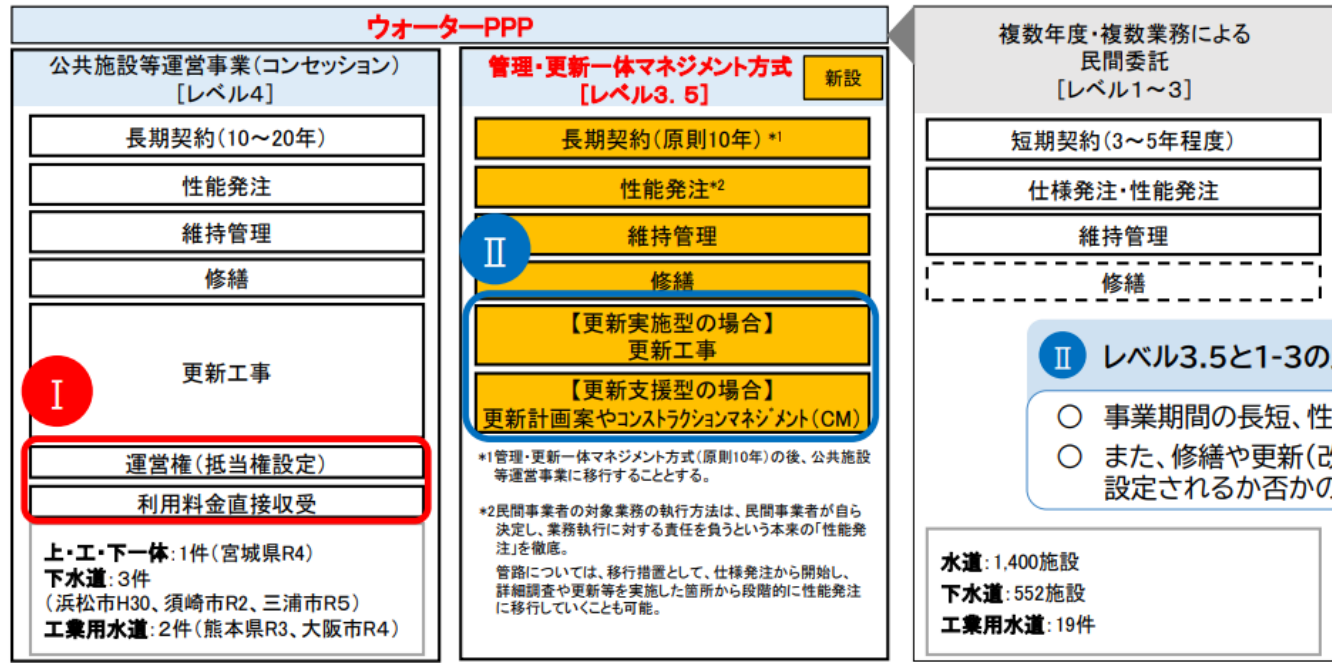 ウォーターPPP
公共施設等運営事業(コンセッション)
[レベル4]
長期契約(10～20年)
性能発注
維持管理
修繕
更新工事
Ⅰ
運営権(抵当権設定)
利用料金直接収受
上・工・下一体:1件(宮城県R4)
下水道:3件
(浜松市H30、須崎市R2、三浦市R5)
工業用水道:2件(熊本県R3、大阪市R4)
管理・更新一体マネジメント方式
[レベル3.5]
新設
長期契約(原則10年)*1
性能発注*2
維持管理
Ⅱ
修繕
【更新実施型の場合】
更新工事
【更新支援型の場合】
更新計画案やコンストラクションマネジメント(CM)
*1管理・更新一体マネジメント方式(原則10年)の後、公共施設
等運営事業に移行することとする。
*2民間事業者の対象業務の執行方法は、民間事業者が自ら
決定し、業務執行に対する責任を負うという本来の「性能発
注」を徹底。
管路については、移行措置として、仕様発注から開始し、
詳細調査や更新等を実施した箇所から段階的に性能発注
に移行していくことも可能。
複数年度・複数業務による
民間委託
[レベル1～3]
短期契約(3～5年程度)
仕様発注・性能発注
維持管理
修繕
Ⅱ レベル3.5と1-3の
○ 事業期間の長短、性
○ また、修繕や更新(改
設定されるか否かの
水道:1,400施設
下水道:552施設
工業用水道:19件